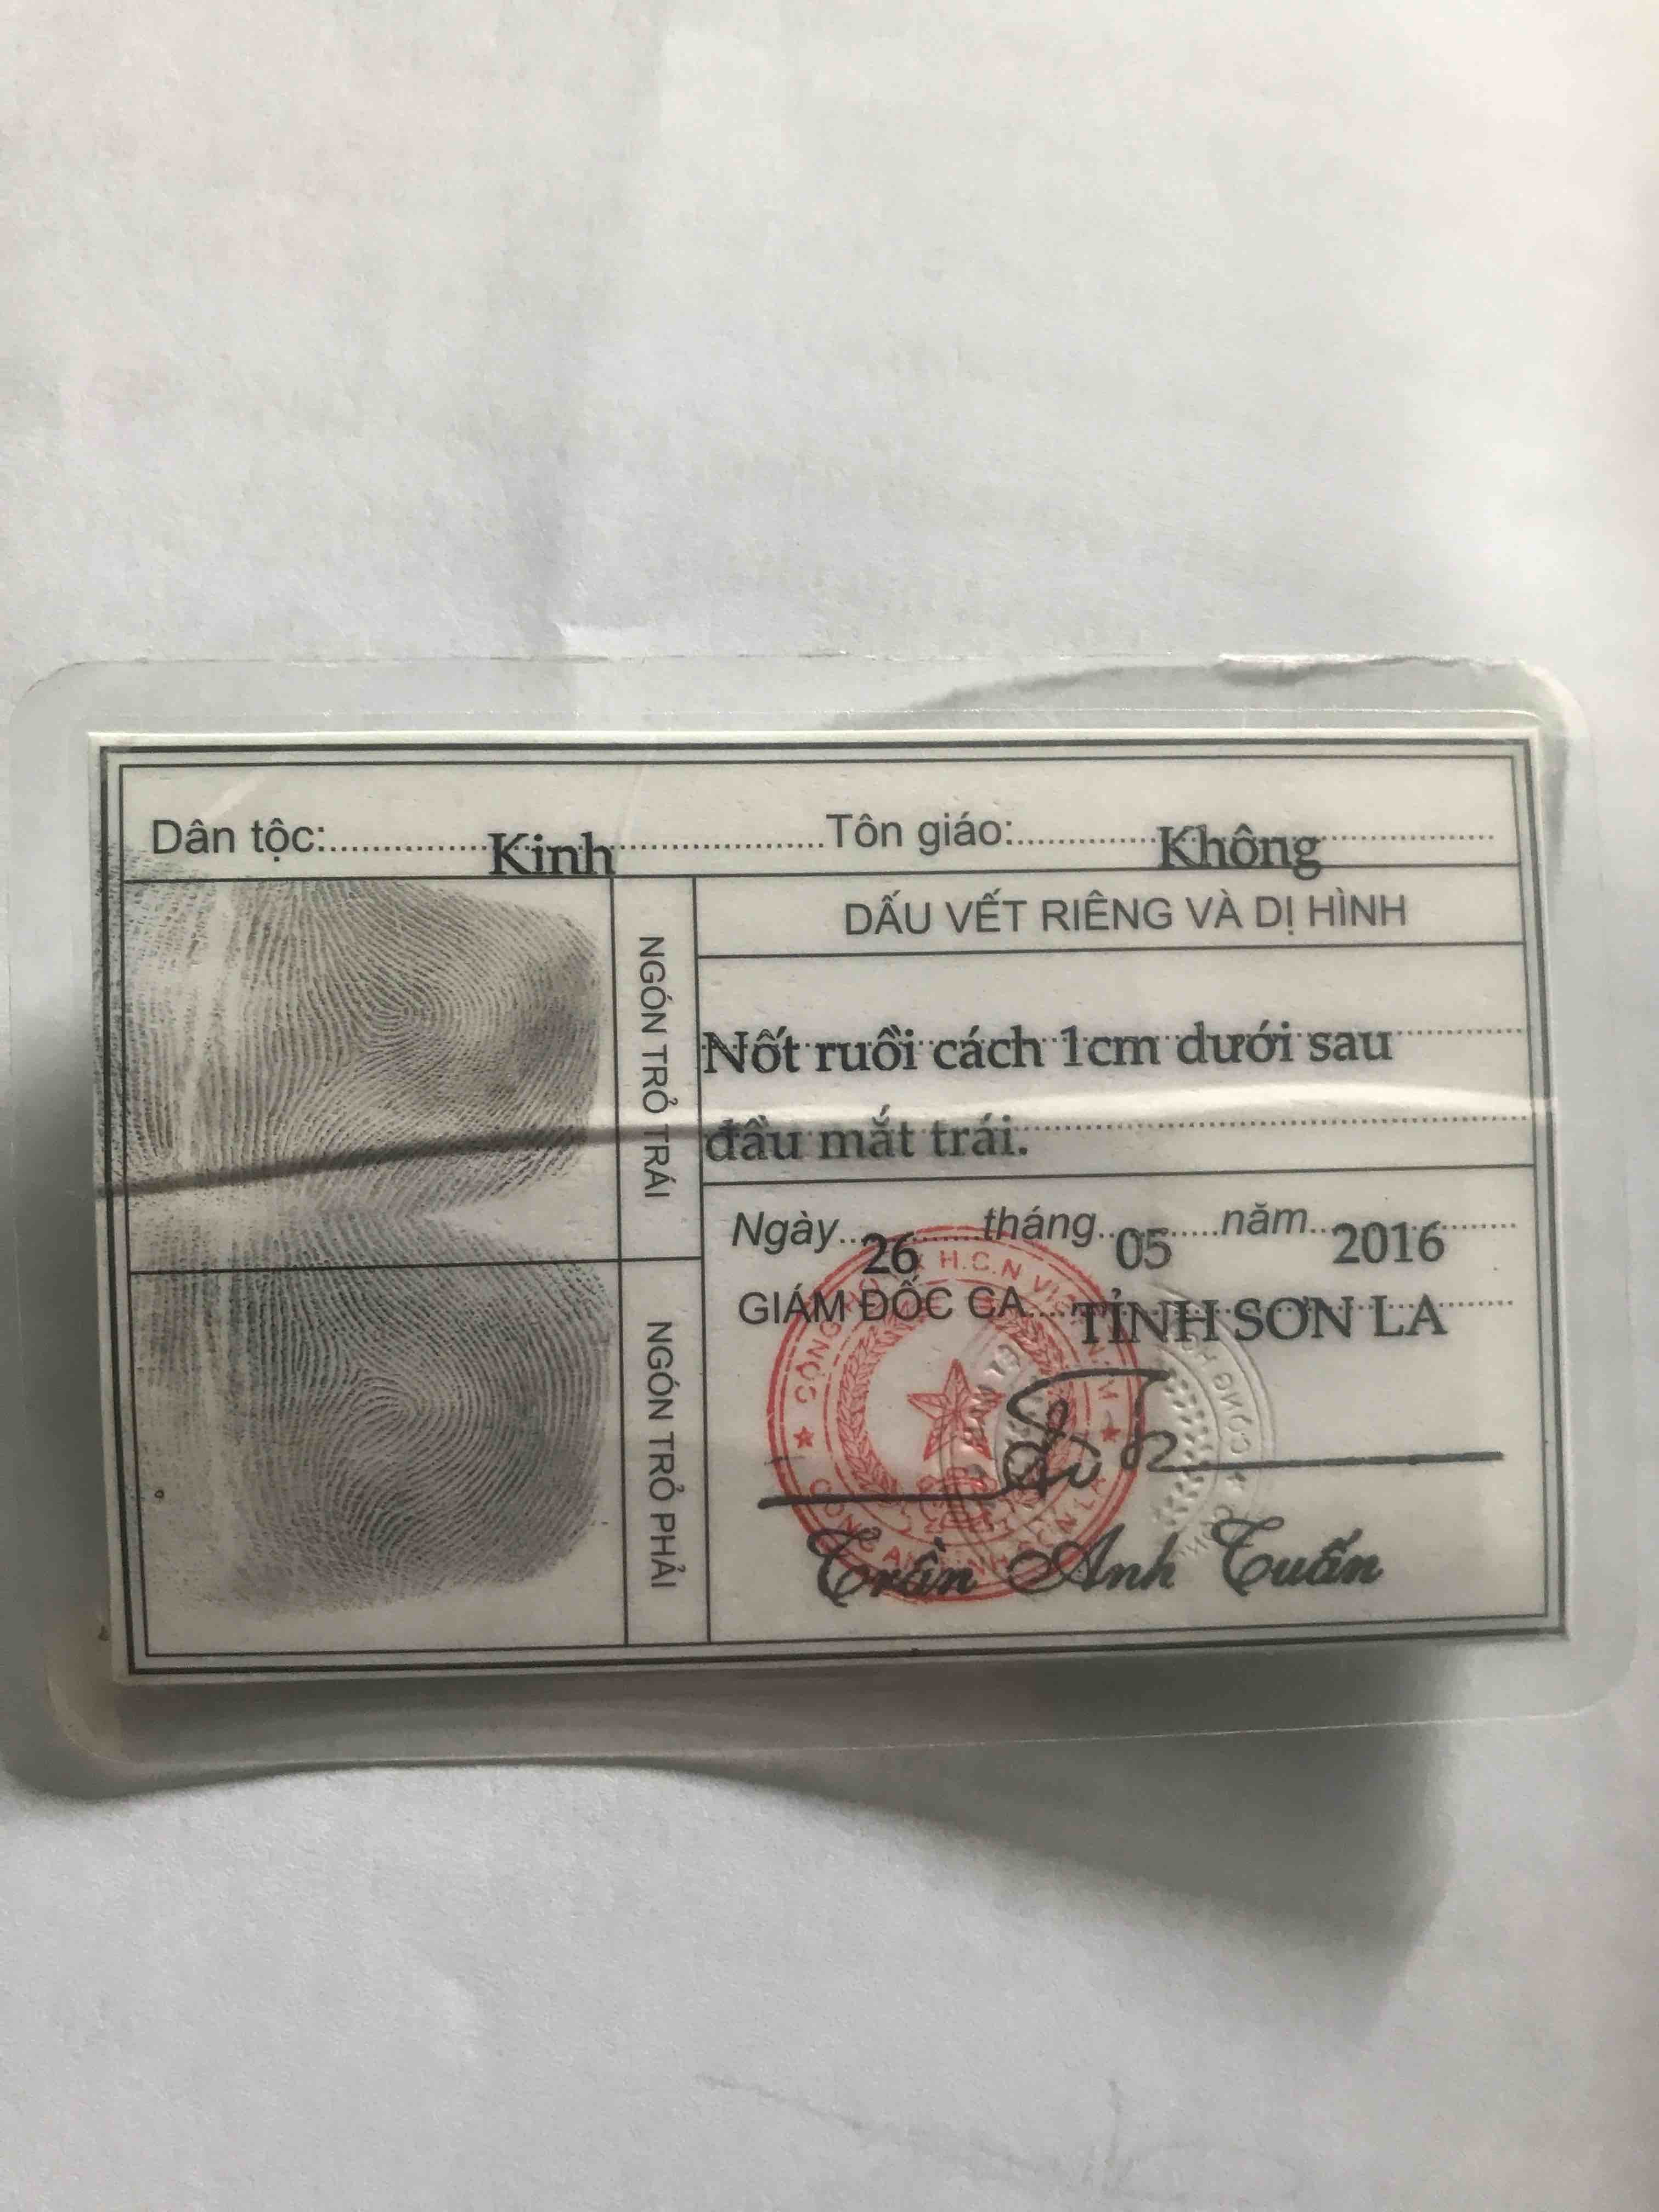 Dân tộc: Kinh Tôn giáo: Không
NGÓN TRỎ TRÁI
NGÓN TRỎ PHẢI
DẤU VẾT RIÊNG VÀ DỊ HÌNH
Nốt ruồi cách 1cm dưới sau
đầu mắt trái.
Ngày 26 tháng 05 năm 2016
GIÁM ĐỐC CA TỈNH SƠN LA
Trần Anh Tuấn